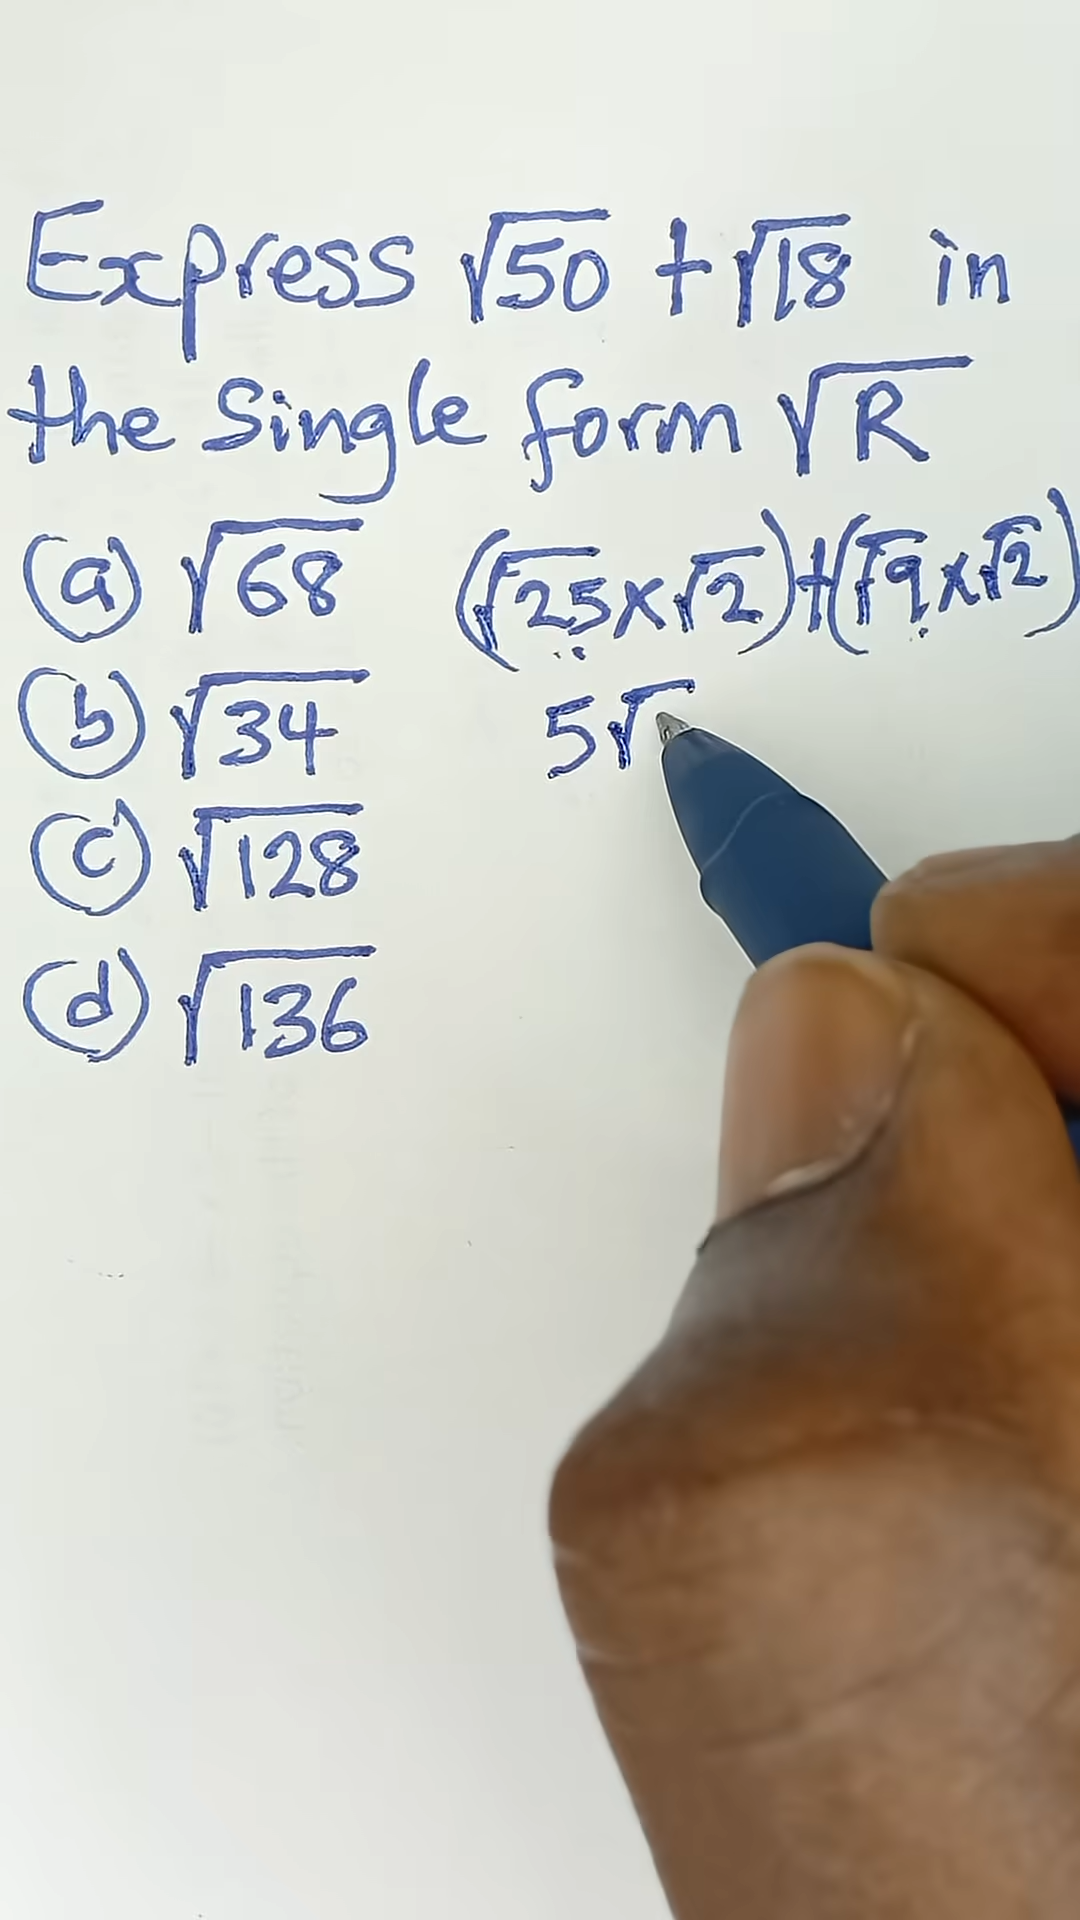 Express √50 + √18 in
the single form √R
(a) √68
(√25×√2)+(√9×√2)
(b) √34
5√
(c) √128
(d) √136